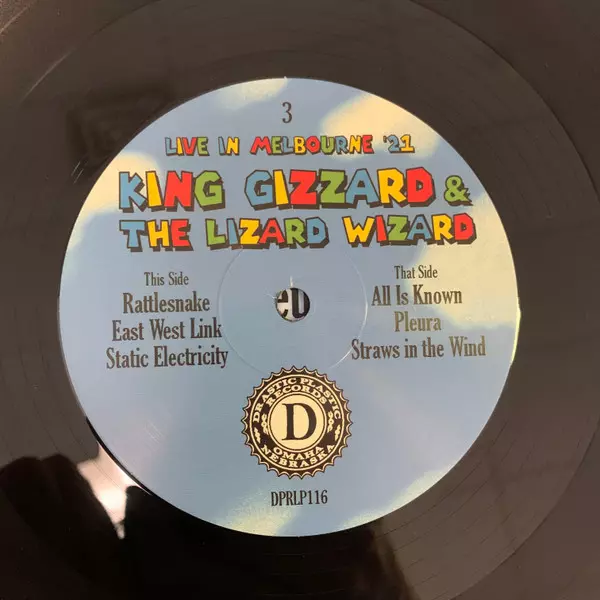 3
LIVE IN MELBOURNE '21
KING GIZZARD &
THE LIZARD WIZARD
This Side
Rattlesnake
East West Link
Static Electricity
That Side
All Is Known
Pleura
Straws in the Wind
DRASTIC PLASTIC
RECORDS
D
OMAHA
NEBRASKA
DPRLP116